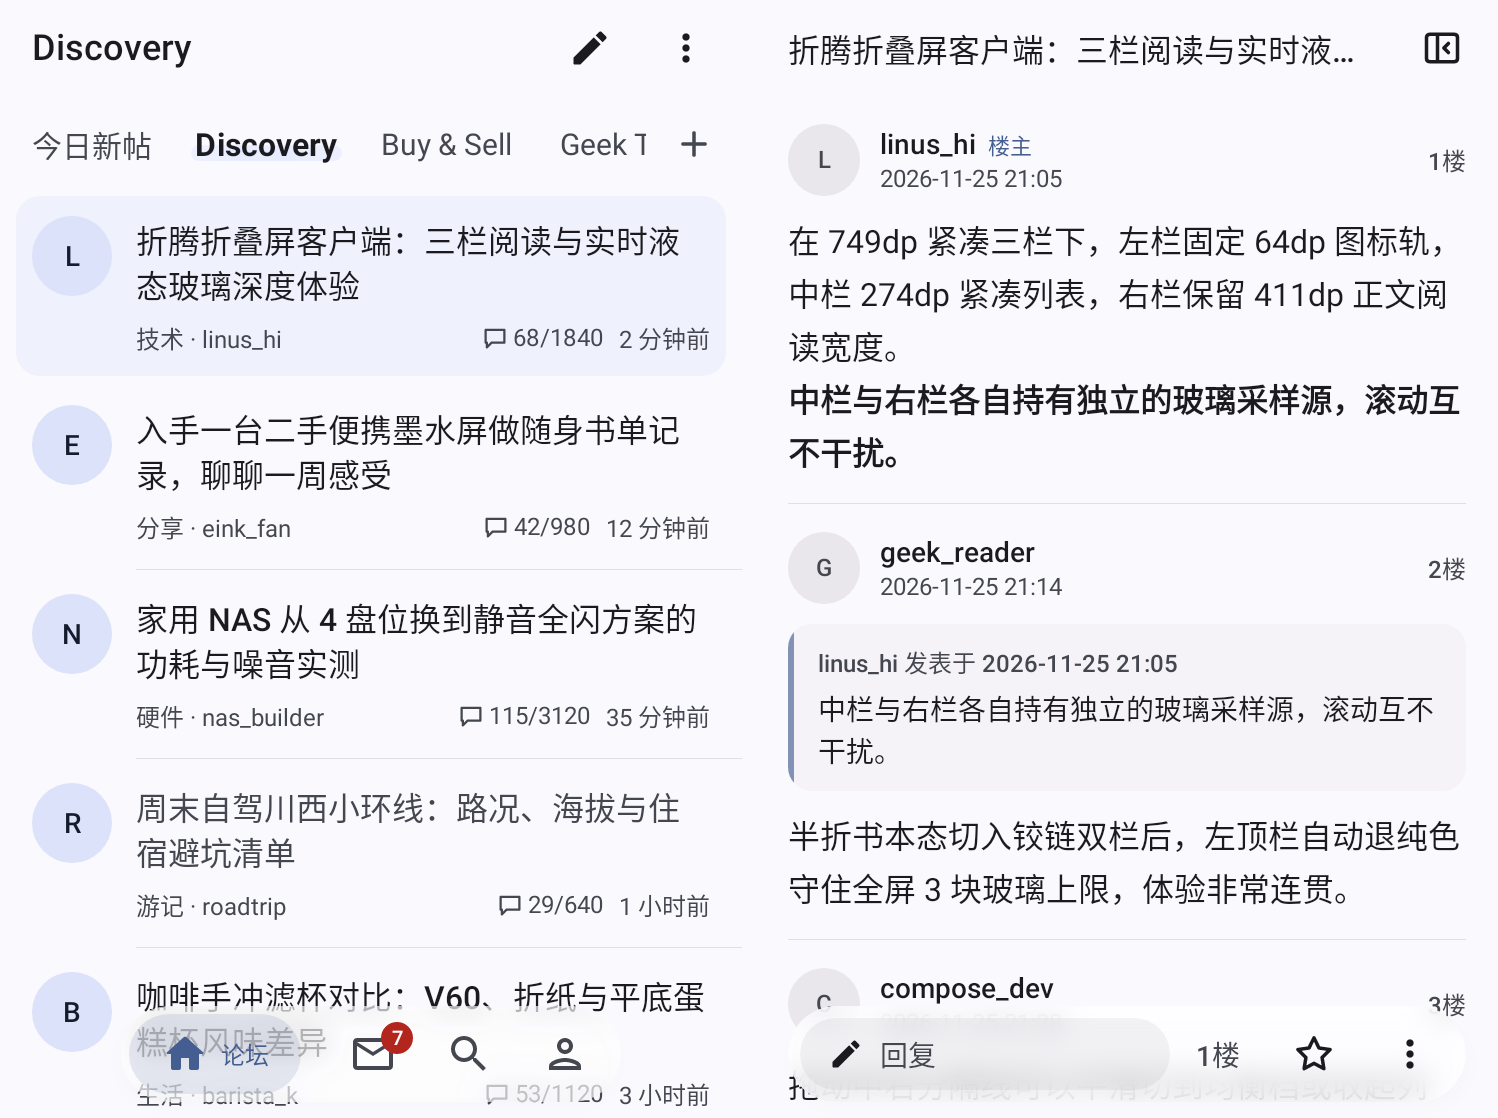 Discovery
今日新帖 Discovery Buy & Sell Geek T
L
折腾折叠屏客户端：三栏阅读与实时液
态玻璃深度体验
技术 · linus_hi 68/1840 2 分钟前
E
入手一台二手便携墨水屏做随身书单记
录，聊聊一周感受
分享 · eink_fan 42/980 12 分钟前
N
家用 NAS 从 4 盘位换到静音全闪方案的
功耗与噪音实测
硬件 · nas_builder 115/3120 35 分钟前
R
周末自驾川西小环线：路况、海拔与住
宿避坑清单
游记 · roadtrip 29/640 1 小时前
B
咖啡手冲滤杯对比：V60、折纸与平底蛋
糕杯风味差异
生活 · barista_k 53/1120 3 小时前
论坛 7
折腾折叠屏客户端：三栏阅读与实时液…
L
linus_hi 楼主
2026-11-25 21:05
1楼
在 749dp 紧凑三栏下，左栏固定 64dp 图标轨，
中栏 274dp 紧凑列表，右栏保留 411dp 正文阅
读宽度。
中栏与右栏各自持有独立的玻璃采样源，滚动互
不干扰。
G
geek_reader
2026-11-25 21:14
2楼
linus_hi 发表于 2026-11-25 21:05
中栏与右栏各自持有独立的玻璃采样源，滚动互不
干扰。
半折书本态切入铰链双栏后，左顶栏自动退纯色
守住全屏 3 块玻璃上限，体验非常连贯。
C
compose_dev
3楼
回复 1楼